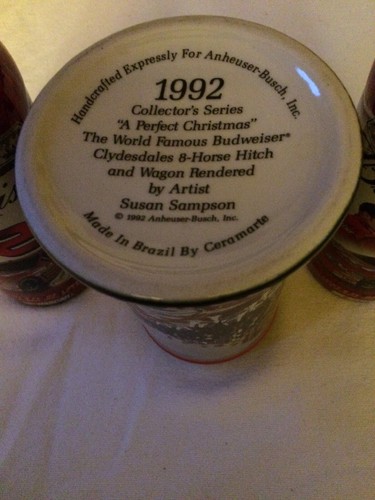 Handcrafted Expressly For Anheuser-Busch, Inc.
1992
Collector's Series
"A Perfect Christmas"
The World Famous Budweiser®
Clydesdales 8-Horse Hitch
and Wagon Rendered
by Artist
Susan Sampson
© 1992 Anheuser-Busch, Inc.
Made In Brazil By Ceramarte